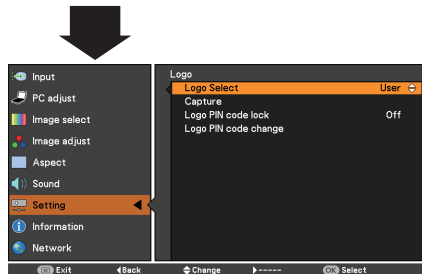 Input
PC adjust
Image select
Image adjust
Aspect
Sound
Setting
Information
Network
Logo
Logo Select User
Capture
Logo PIN code lock Off
Logo PIN code change
Exit Back Change ----- OK Select